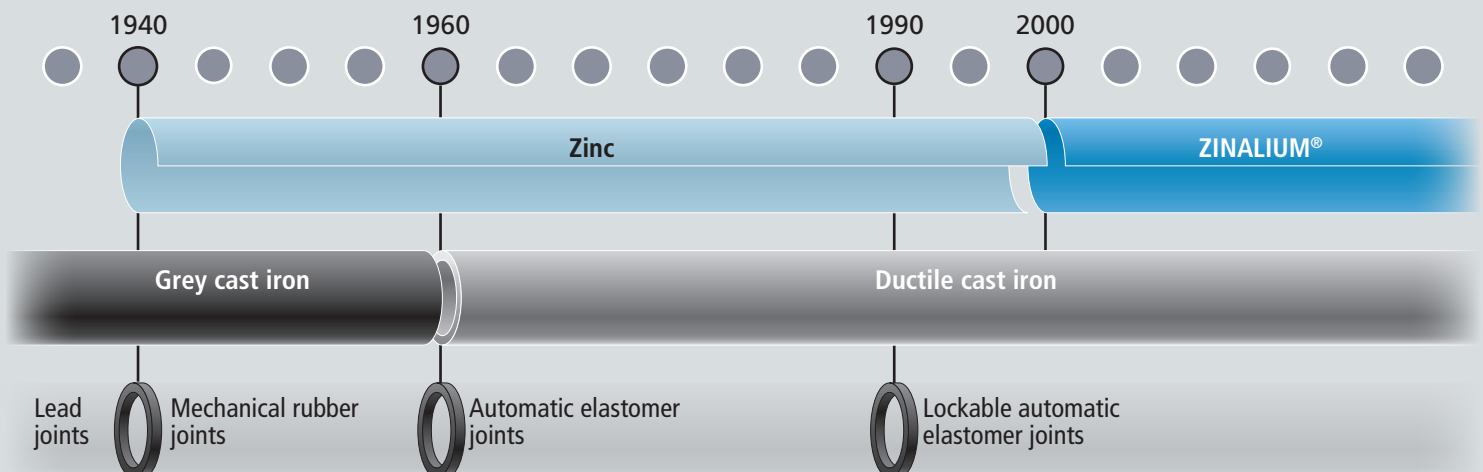 1940
1960
1990
2000
Zinc
ZINALIUM®
Grey cast iron
Ductile cast iron
Lead
joints
Mechanical rubber
joints
Automatic elastomer
joints
Lockable automatic
elastomer joints